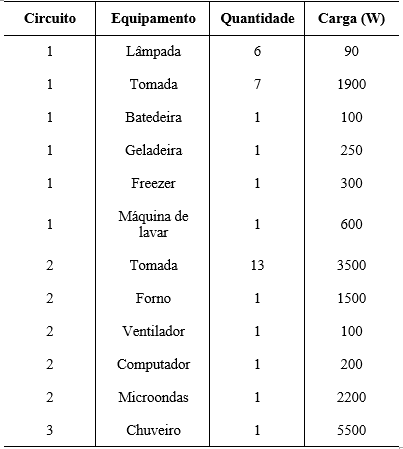 Circuito Equipamento Quantidade Carga (W)
1 Lâmpada 6 90
1 Tomada 7 1900
1 Batedeira 1 100
1 Geladeira 1 250
1 Freezer 1 300
1 Máquina de lavar 1 600
2 Tomada 13 3500
2 Forno 1 1500
2 Ventilador 1 100
2 Computador 1 200
2 Microondas 1 2200
3 Chuveiro 1 5500